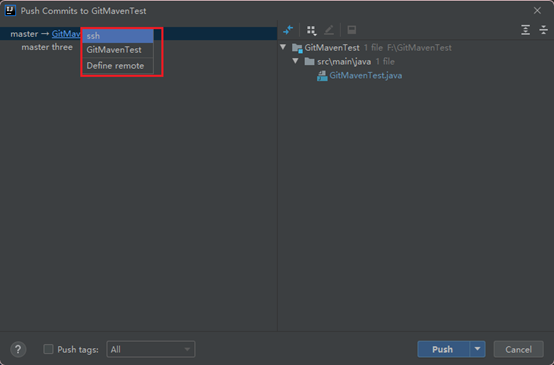 Push Commits to GitMavenTest
master → GitMav
ssh
GitMavenTest
Define remote
master three
GitMavenTest 1 file F:\GitMavenTest
src\main\java 1 file
GitMavenTest.java
? Push tags: All
Push
Cancel